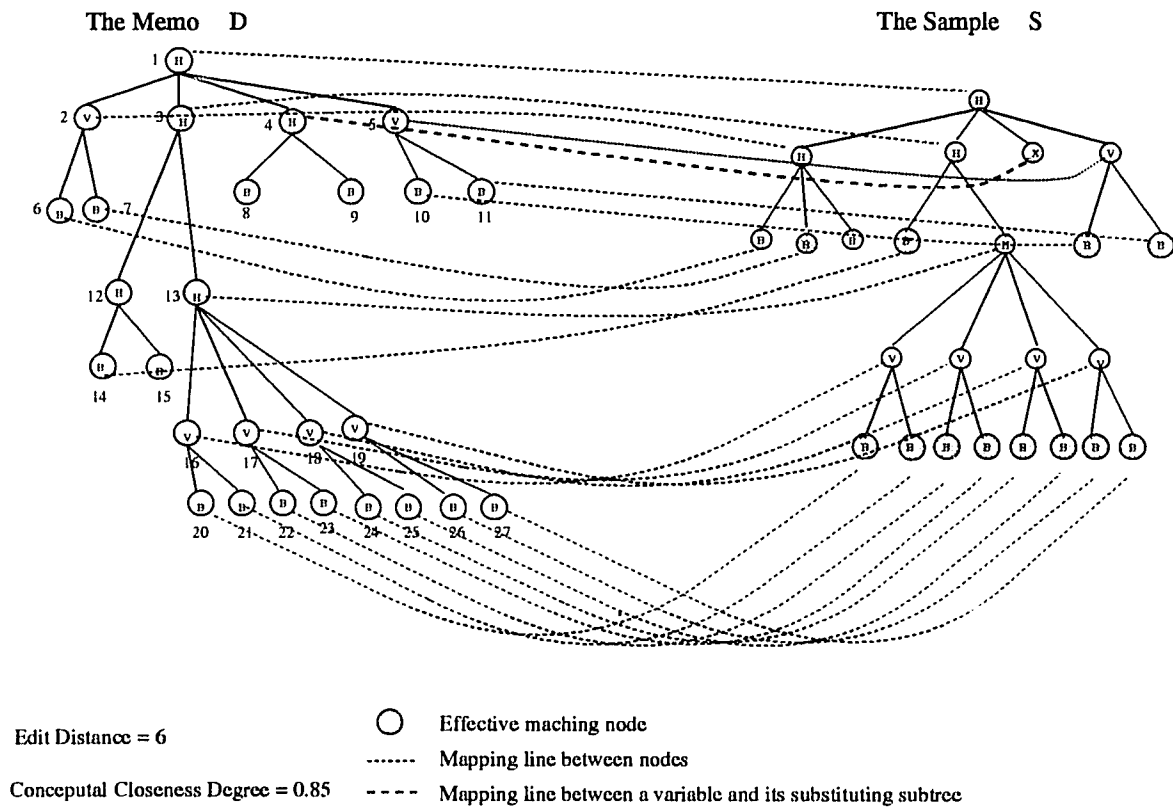 The Memo D
The Sample S
1 H
H
2 V 3 H 4 H V 5
H H X V
6 B B 7 B 8 B 9 B 10 B 11
B B B B
B B
12 H 13 H
14 B B 15
V V V V
16 V 17 V 18 V 19 V
B B B B B B B B
B B B B B B B B
20 21 22 23 24 25 26 27
Edit Distance = 6
Effective maching node
Mapping line between nodes
Conceputal Closeness Degree = 0.85
Mapping line between a variable and its substituting subtree